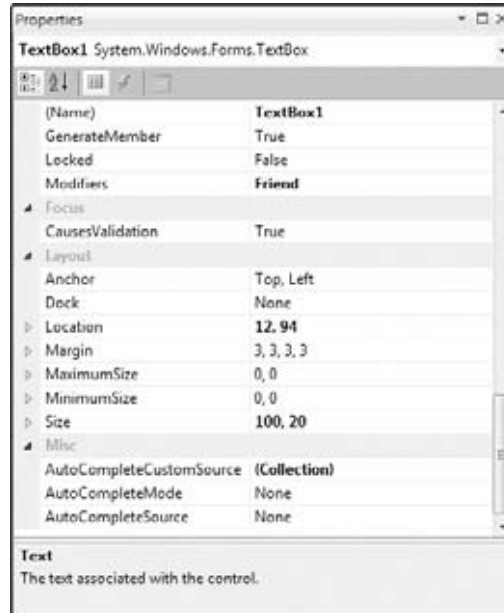 Properties
TextBox1 System.Windows.Forms.TextBox
(Name) TextBox1
GenerateMember True
Locked False
Modifiers Friend
Focus
CausesValidation True
Layout
Anchor Top, Left
Dock None
Location 12, 94
Margin 3, 3, 3, 3
MaximumSize 0, 0
MinimumSize 0, 0
Size 100, 20
Misc
AutoCompleteCustomSource (Collection)
AutoCompleteMode None
AutoCompleteSource None
Text
The text associated with the control.